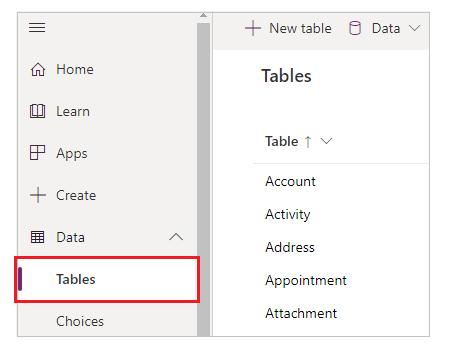 Home
Learn
Apps
Create
Data
Tables
Choices
New table Data
Tables
Table ↑
Account
Activity
Address
Appointment
Attachment